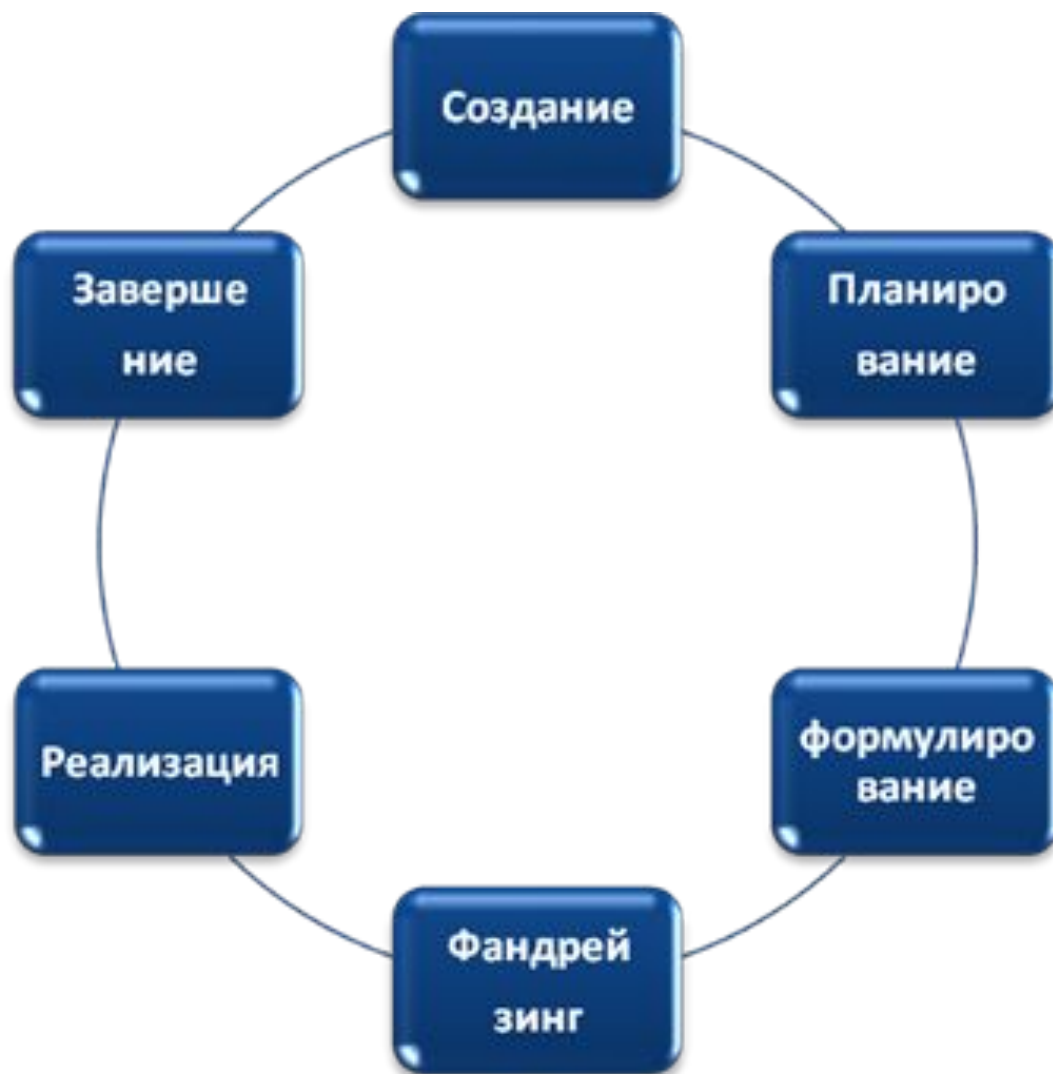 Создание
Планиро
вание
формулиро
вание
Фандрей
зинг
Реализация
Заверше
ние